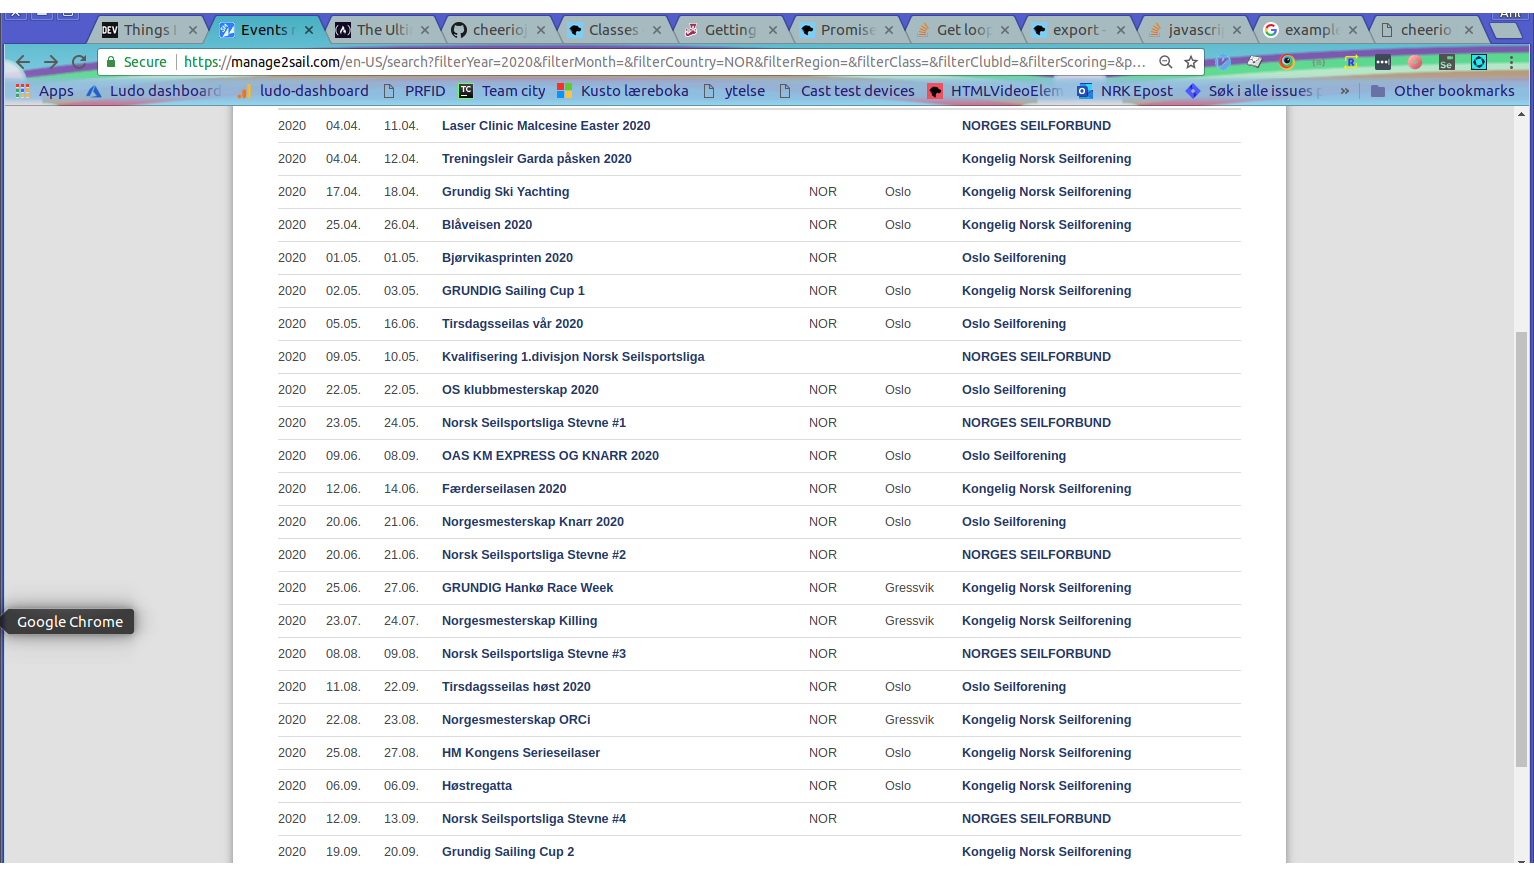 DEV Things
Events
The Ulti
cheerio
Classes
Getting
Promise
Get loop
export -
javascri
example
cheerio
Secure https://manage2sail.com/en-US/search?filterYear=2020&filterMonth=&filterCountry=NOR&filterRegion=&filterClass=&filterClubId=&filterScoring=&p...
Apps Ludo dashboard ludo-dashboard PRFID TC Team city Kusto læreboka ytelse Cast test devices HTMLVideoElem NRK Epost Søk i alle issues » Other bookmarks
2020 04.04. 11.04. Laser Clinic Malcesine Easter 2020 NORGES SEILFORBUND
2020 04.04. 12.04. Treningsleir Garda påsken 2020 Kongelig Norsk Seilforening
2020 17.04. 18.04. Grundig Ski Yachting NOR Oslo Kongelig Norsk Seilforening
2020 25.04. 26.04. Blåveisen 2020 NOR Oslo Kongelig Norsk Seilforening
2020 01.05. 01.05. Bjørvikasprinten 2020 NOR Oslo Seilforening
2020 02.05. 03.05. GRUNDIG Sailing Cup 1 NOR Oslo Kongelig Norsk Seilforening
2020 05.05. 16.06. Tirsdagsseilas vår 2020 NOR Oslo Oslo Seilforening
2020 09.05. 10.05. Kvalifisering 1.divisjon Norsk Seilsportsliga NORGES SEILFORBUND
2020 22.05. 22.05. OS klubbmesterskap 2020 NOR Oslo Oslo Seilforening
2020 23.05. 24.05. Norsk Seilsportsliga Stevne #1 NOR NORGES SEILFORBUND
2020 09.06. 08.09. OAS KM EXPRESS OG KNARR 2020 NOR Oslo Oslo Seilforening
2020 12.06. 14.06. Færderseilasen 2020 NOR Oslo Kongelig Norsk Seilforening
2020 20.06. 21.06. Norgesmesterskap Knarr 2020 NOR Oslo Oslo Seilforening
2020 20.06. 21.06. Norsk Seilsportsliga Stevne #2 NOR NORGES SEILFORBUND
2020 25.06. 27.06. GRUNDIG Hankø Race Week NOR Gressvik Kongelig Norsk Seilforening
Google Chrome
2020 23.07. 24.07. Norgesmesterskap Killing NOR Gressvik Kongelig Norsk Seilforening
2020 08.08. 09.08. Norsk Seilsportsliga Stevne #3 NOR NORGES SEILFORBUND
2020 11.08. 22.09. Tirsdagsseilas høst 2020 NOR Oslo Oslo Seilforening
2020 22.08. 23.08. Norgesmesterskap ORCi NOR Gressvik Kongelig Norsk Seilforening
2020 25.08. 27.08. HM Kongens Serieseilaser NOR Oslo Kongelig Norsk Seilforening
2020 06.09. 06.09. Høstregatta NOR Oslo Kongelig Norsk Seilforening
2020 12.09. 13.09. Norsk Seilsportsliga Stevne #4 NOR NORGES SEILFORBUND
2020 19.09. 20.09. Grundig Sailing Cup 2 Kongelig Norsk Seilforening